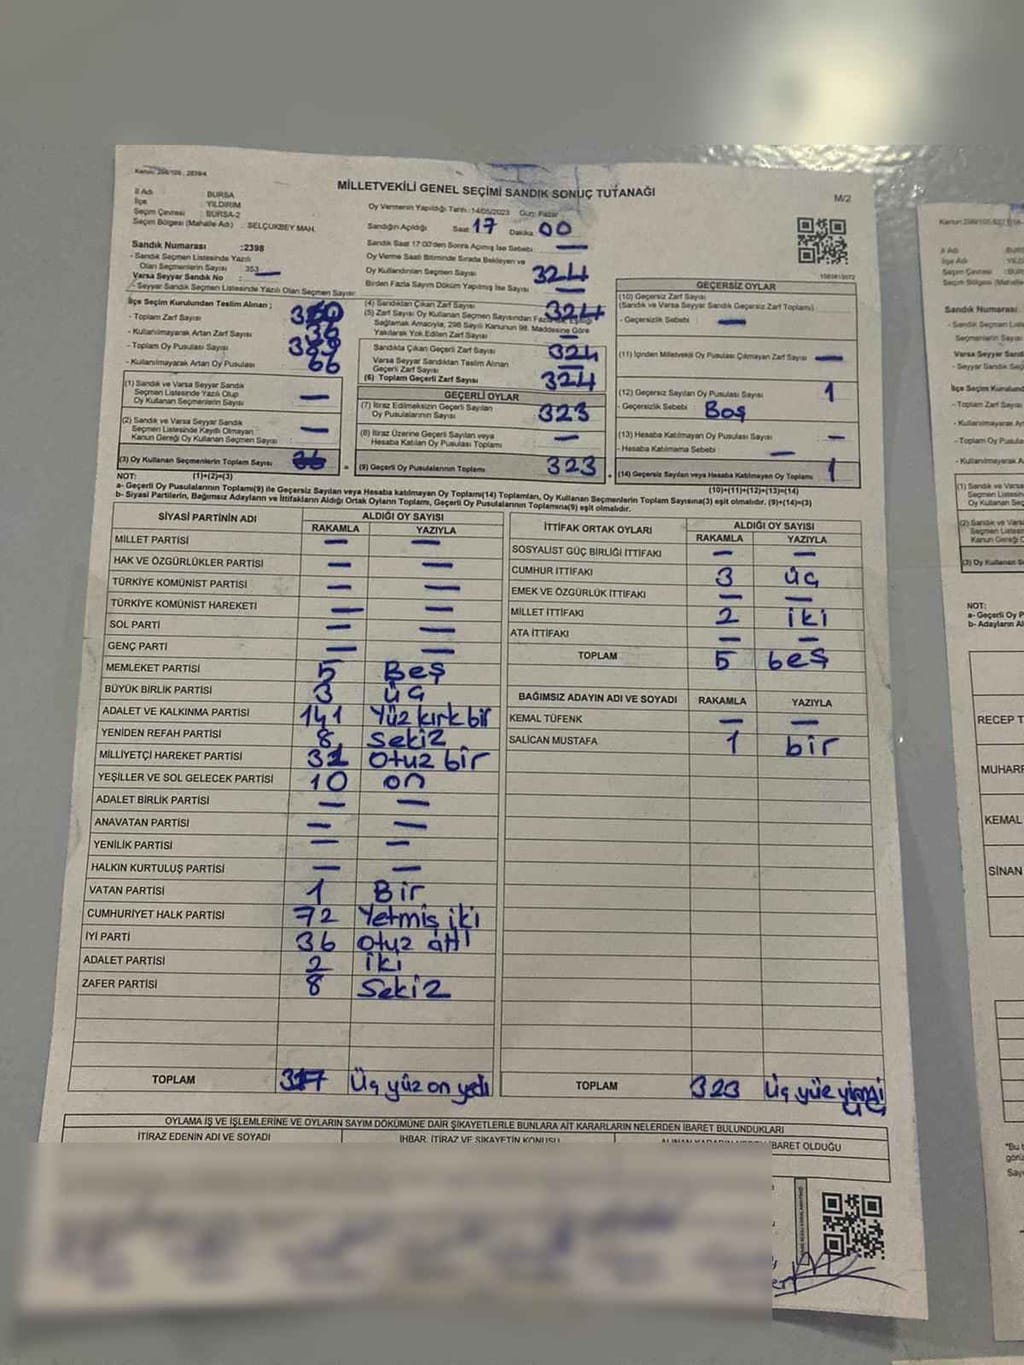 MİLLETVEKİLİ GENEL SEÇİMİ SANDIK SONUÇ TUTANAĞI
M/2
İl Adı : BURSA
İlçe : YILDIRIM
Seçim Çevresi : BURSA-2
Seçim Bölgesi (Mahalle Adı) : SELÇUKBEY MAH.
Sandık Numarası :2398
- Sandık Seçmen Listesinde Yazılı
Olan Seçmenlerin Sayısı : 353
Varsa Seyyar Sandık No :
- Seyyar Sandık Seçmen Listesinde Yazılı Olan Seçmen Sayısı
Oy Vermenin Yapıldığı Tarih : 14/05/2023 Gün: Pazar
Sandığın Açıldığı Saat 17 Dakika 00
Sandık Saat 17:00'den Sonra Açılmış İse Sebebi —
Oy Verme Saati Bitiminde Sırada Bekleyen ve
Oy Kullandırılan Seçmen Sayısı 324
Birden Fazla Sayım Döküm Yapılmış İse Sayısı —
İlçe Seçim Kurulundan Teslim Alınan ;
- Toplam Zarf Sayısı
- Kullanılmayarak Artan Zarf Sayısı 36
- Toplam Oy Pusulası Sayısı 389
- Kullanılmayarak Artan Oy Pusulası 66
(1) Sandık ve Varsa Seyyar Sandık
Seçmen Listesinde Yazılı Olup
Oy Kullanan Seçmenlerin Sayısı —
(2) Sandık ve Varsa Seyyar Sandık
Seçmen Listesinde Kayıtlı Olmayan
Kanun Gereği Oy Kullanan Seçmen Sayısı —
(3) Oy Kullanan Seçmenlerin Toplam Sayısı
(1)+(2)=(3)
(4) Sandıktan Çıkan Zarf Sayısı 324
(5) Zarf Sayısı Oy Kullanan Seçmen Sayısından Fazla
Sağlamak Amacıyla, 298 Sayılı Kanunun 98. Maddesine Göre
Yakılarak Yok Edilen Zarf Sayısı —
Sandıkta Çıkan Geçerli Zarf Sayısı 324
Varsa Seyyar Sandıktan Teslim Alınan
Geçerli Zarf Sayısı —
(6) Toplam Geçerli Zarf Sayısı 324
GEÇERLİ OYLAR
(7) İtiraz Edilmeksizin Geçerli Sayılan
Oy Pusulalarının Sayısı 323
(8) İtiraz Üzerine Geçerli Sayılan veya
Hesaba Katılan Oy Pusulası Toplamı —
(9) Geçerli Oy Pusulalarının Toplamı 323
GEÇERSİZ OYLAR
(10) Geçersiz Zarf Sayısı
(Sandık ve Varsa Seyyar Sandık Geçersiz Zarf Toplamı)
- Geçersizlik Sebebi : —
(11) İçinden Milletvekili Oy Pusulası Çıkmayan Zarf Sayısı —
(12) Geçersiz Sayılan Oy Pusulası Sayısı 1
- Geçersizlik Sebebi : Boş
(13) Hesaba Katılmayan Oy Pusulası Sayısı —
- Hesaba Katılmama Sebebi : —
(14) Geçersiz Sayılan veya Hesaba Katılmayan Oy Toplamı 1
(10)+(11)+(12)+(13)=(14)
NOT:
a- Geçerli Oy Pusulalarının Toplamı(9) ile Geçersiz Sayılan veya Hesaba katılmayan Oy Toplamı(14) Toplamları, Oy Kullanan Seçmenlerin Toplam Sayısına(3) eşit olmalıdır. (9)+(14)=(3)
b- Siyasi Partilerin, Bağımsız Adayların ve İttifakların Aldığı Ortak Oyların Toplamı, Geçerli Oy Pusulalarının Toplamına(9) eşit olmalıdır.
SİYASİ PARTİNİN ADI ALDIĞI OY SAYISI
RAKAMLA YAZIYLA
MİLLET PARTİSİ — —
HAK VE ÖZGÜRLÜKLER PARTİSİ — —
TÜRKİYE KOMÜNİST PARTİSİ — —
TÜRKİYE KOMÜNİST HAREKETİ — —
SOL PARTİ — —
GENÇ PARTİ — —
MEMLEKET PARTİSİ 5 Beş
BÜYÜK BİRLİK PARTİSİ 3 üç
ADALET VE KALKINMA PARTİSİ 141 Yüz kırk bir
YENİDEN REFAH PARTİSİ 8 Sekiz
MİLLİYETÇİ HAREKET PARTİSİ 31 Otuz bir
YEŞİLLER VE SOL GELECEK PARTİSİ 10 on
ADALET BİRLİK PARTİSİ — —
ANAVATAN PARTİSİ — —
YENİLİK PARTİSİ — —
HALKIN KURTULUŞ PARTİSİ — —
VATAN PARTİSİ 1 Bir
CUMHURİYET HALK PARTİSİ 72 Yetmiş iki
İYİ PARTİ 36 Otuz altı
ADALET PARTİSİ 2 iki
ZAFER PARTİSİ 8 Sekiz
TOPLAM 317 Üç yüz on yedi
İTTİFAK ORTAK OYLARI ALDIĞI OY SAYISI
RAKAMLA YAZIYLA
SOSYALİST GÜÇ BİRLİĞİ İTTİFAKI — —
CUMHUR İTTİFAKI 3 üç
EMEK VE ÖZGÜRLÜK İTTİFAKI — —
MİLLET İTTİFAKI 2 iki
ATA İTTİFAKI — —
TOPLAM 5 beş
BAĞIMSIZ ADAYIN ADI VE SOYADI RAKAMLA YAZIYLA
KEMAL TÜFENK — —
SALİCAN MUSTAFA 1 bir
TOPLAM 323 Üç yüz yirmi üç
OYLAMA İŞ VE İŞLEMLERİNE VE OYLARIN SAYIM DÖKÜMÜNE DAİR ŞİKAYETLERLE BUNLARA AİT KARARLARIN NELERDEN İBARET BULUNDUKLARI
İTİRAZ EDENİN ADI VE SOYADI İHBAR, İTİRAZ VE ŞİKAYETİN KONUSU ALINAN KARARIN NEDEN İBARET OLDUĞU
Sandık Numarası
NOT:
a- Geçerli Oy P
b- Adayların Al
RECEP T
MUHARR
KEMAL
SİNAN